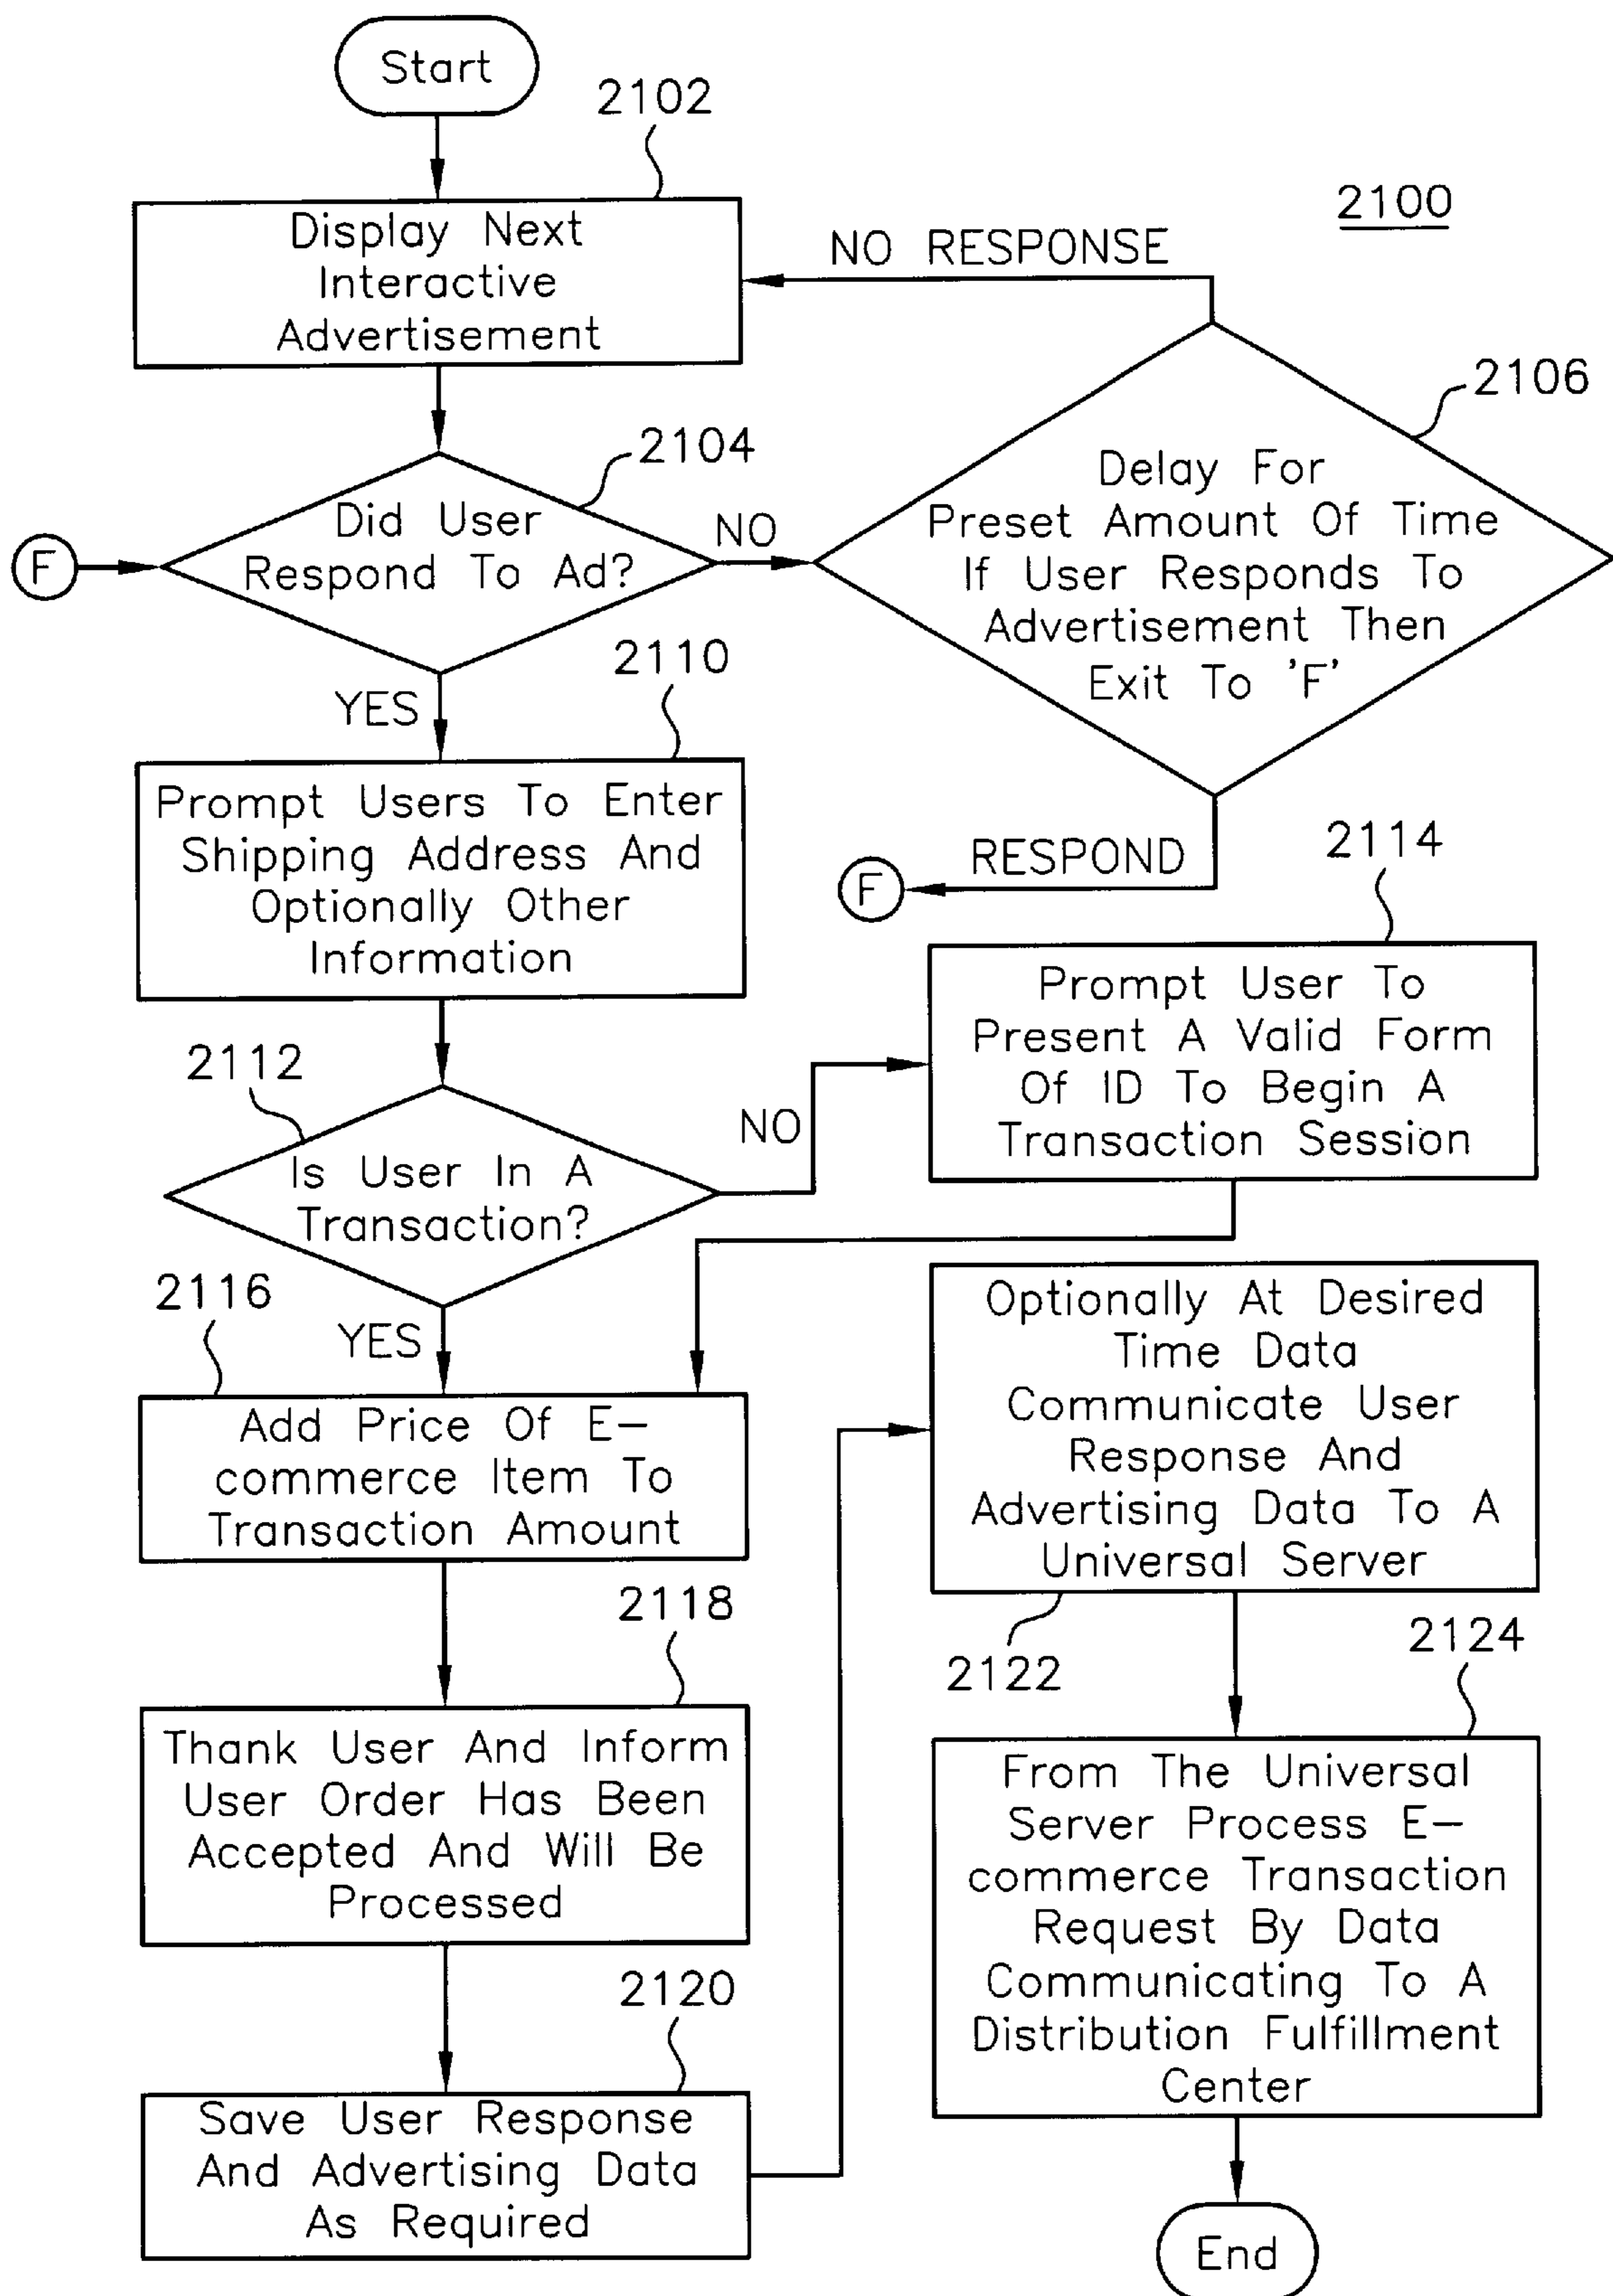 Start
2102
2100
Display Next
Interactive
Advertisement
NO RESPONSE
2106
2104
Did User
Respond To Ad?
F
NO
Delay For
Preset Amount Of Time
If User Responds To
Advertisement Then
Exit To 'F'
YES
2110
Prompt Users To Enter
Shipping Address And
Optionally Other
Information
RESPOND
F
2114
Prompt User To
Present A Valid Form
Of ID To Begin A
Transaction Session
2112
Is User In A
Transaction?
NO
YES
2116
Add Price Of E-
commerce Item To
Transaction Amount
2118
Thank User And Inform
User Order Has Been
Accepted And Will Be
Processed
2120
Save User Response
And Advertising Data
As Required
Optionally At Desired
Time Data
Communicate User
Response And
Advertising Data To A
Universal Server
2122
2124
From The Universal
Server Process E-
commerce Transaction
Request By Data
Communicating To A
Distribution Fulfillment
Center
End